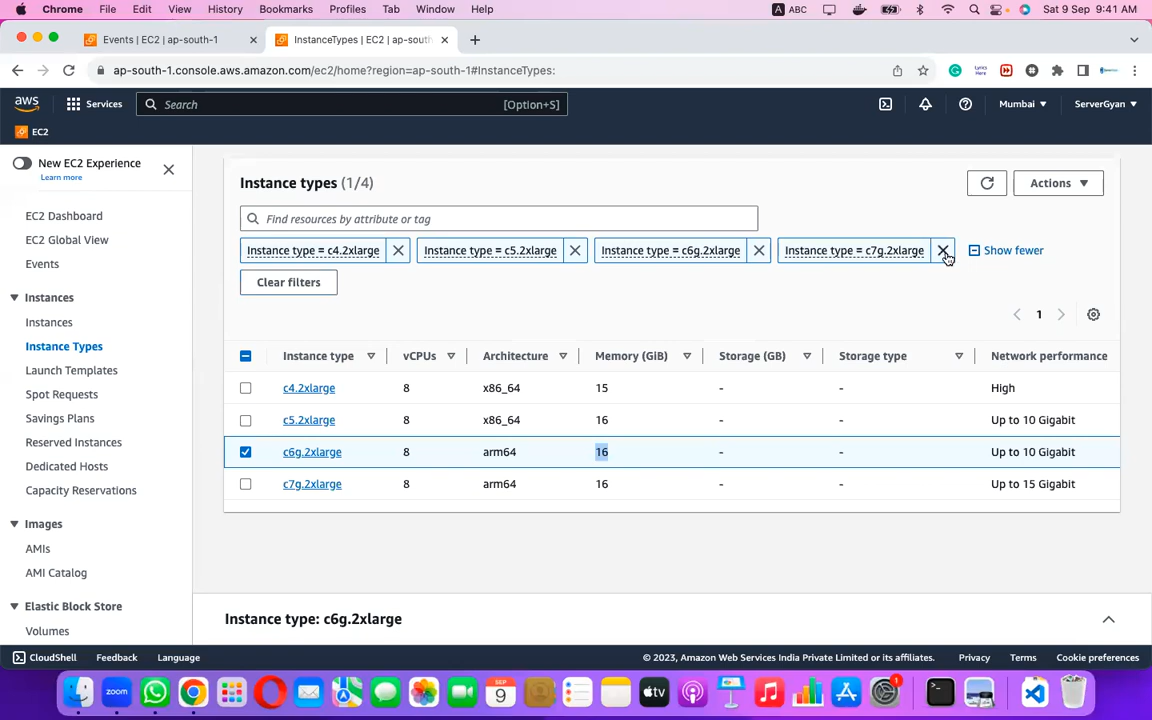 Chrome File Edit View History Bookmarks Profiles Tab Window Help A ABC Sat 9 Sep 9:41 AM
Events | EC2 | ap-south-1 InstanceTypes | EC2 | ap-sout
ap-south-1.console.aws.amazon.com/ec2/home?region=ap-south-1#InstanceTypes:
aws Services Search [Option+S] Mumbai ServerGyan
EC2
New EC2 Experience
Learn more
EC2 Dashboard
EC2 Global View
Events
Instances
Instances
Instance Types
Launch Templates
Spot Requests
Savings Plans
Reserved Instances
Dedicated Hosts
Capacity Reservations
Images
AMIs
AMI Catalog
Elastic Block Store
Volumes
Instance types (1/4)
Actions
Find resources by attribute or tag
Instance type = c4.2xlarge Instance type = c5.2xlarge Instance type = c6g.2xlarge Instance type = c7g.2xlarge Show fewer
Clear filters
1
Instance type vCPUs Architecture Memory (GiB) Storage (GB) Storage type Network performance
c4.2xlarge 8 x86_64 15 - - High
c5.2xlarge 8 x86_64 16 - - Up to 10 Gigabit
c6g.2xlarge 8 arm64 16 - - Up to 10 Gigabit
c7g.2xlarge 8 arm64 16 - - Up to 15 Gigabit
Instance type: c6g.2xlarge
CloudShell Feedback Language © 2023, Amazon Web Services India Private Limited or its affiliates. Privacy Terms Cookie preferences
zoom SEP 9 tv 1